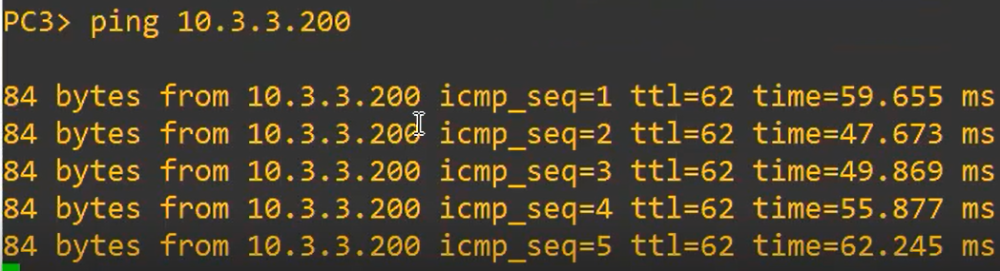 PC3> ping 10.3.3.200
84 bytes from 10.3.3.200 icmp_seq=1 ttl=62 time=59.655 ms
84 bytes from 10.3.3.200 icmp_seq=2 ttl=62 time=47.673 ms
84 bytes from 10.3.3.200 icmp_seq=3 ttl=62 time=49.869 ms
84 bytes from 10.3.3.200 icmp_seq=4 ttl=62 time=55.877 ms
84 bytes from 10.3.3.200 icmp_seq=5 ttl=62 time=62.245 ms